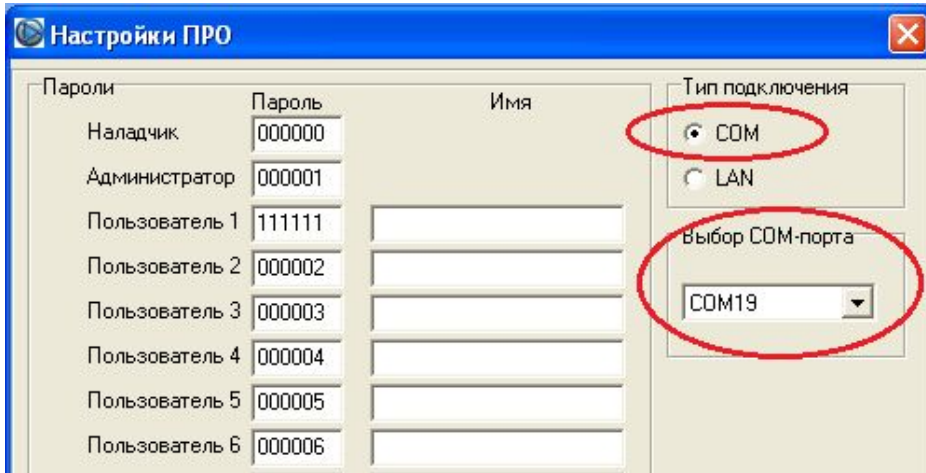 Настройки ПРО
Пароли
Пароль Имя
Наладчик 000000
Администратор 000001
Пользователь 1 111111
Пользователь 2 000002
Пользователь 3 000003
Пользователь 4 000004
Пользователь 5 000005
Пользователь 6 000006
Тип подключения
COM
LAN
Выбор COM-порта
COM19